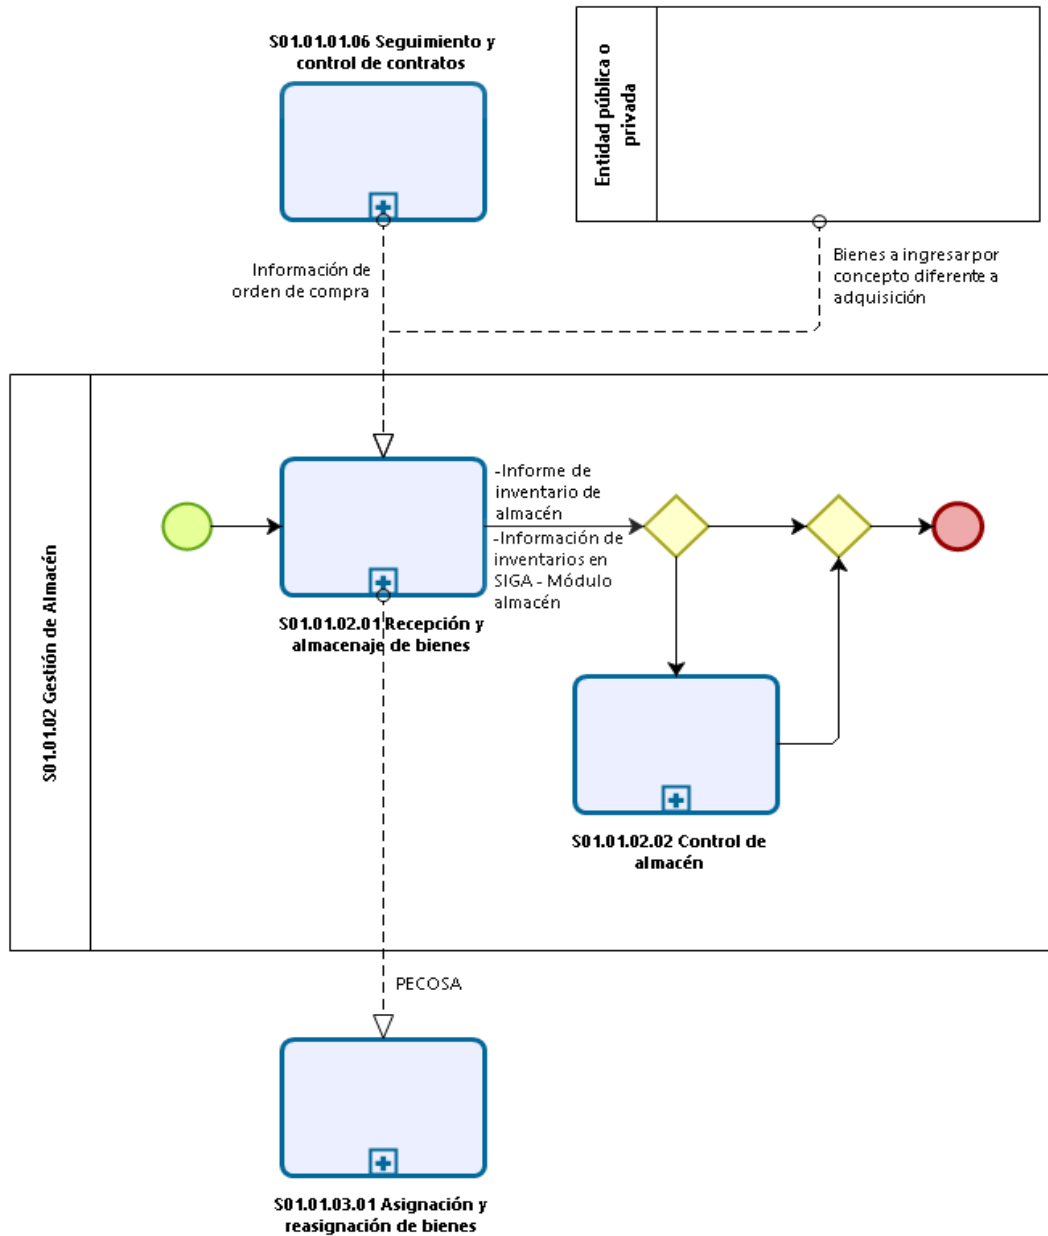 S01.01.01.06 Seguimiento y
control de contratos
Entidad pública o
privada
Información de
orden de compra
Bienes a ingresar por
concepto diferente a
adquisición
S01.01.02 Gestión de Almacén
-Informe de
inventario de
almacén
-Información de
inventarios en
SIGA - Módulo
almacén
S01.01.02.01 Recepción y
almacenaje de bienes
S01.01.02.02 Control de
almacén
PECOSA
S01.01.03.01 Asignación y
reasignación de bienes